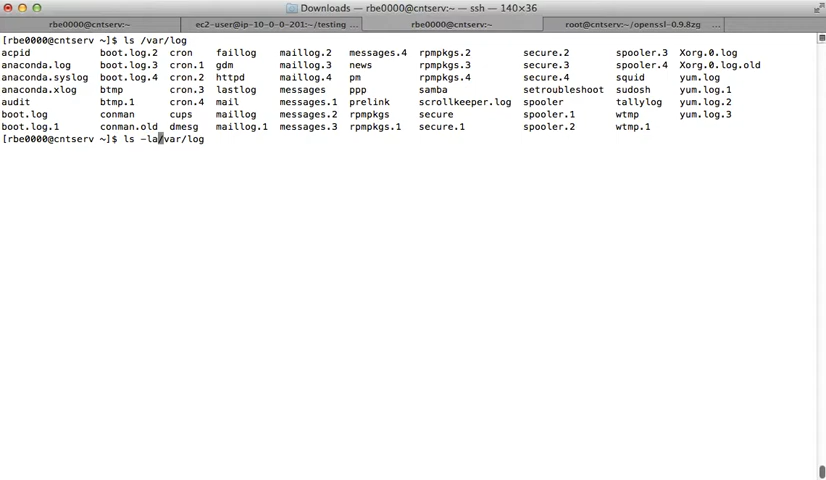 Downloads — rbe0000@cntserv:~ — ssh — 140×36
rbe0000@cntserv:~ ec2-user@ip-10-0-0-201:~/testing ... rbe0000@cntserv:~ root@cntserv:~/openssl-0.9.8zg ...
[rbe0000@cntserv ~]$ ls /var/log
acpid boot.log.2 cron faillog maillog.2 messages.4 rpmpkgs.2 secure.2 spooler.3 Xorg.0.log
anaconda.log boot.log.3 cron.1 gdm maillog.3 news rpmpkgs.3 secure.3 spooler.4 Xorg.0.log.old
anaconda.syslog boot.log.4 cron.2 httpd maillog.4 pm rpmpkgs.4 secure.4 squid yum.log
anaconda.xlog btmp cron.3 lastlog messages ppp samba setroubleshoot sudosh yum.log.1
audit btmp.1 cron.4 mail messages.1 prelink scrollkeeper.log spooler tallylog yum.log.2
boot.log conman cups maillog messages.2 rpmpkgs secure spooler.1 wtmp yum.log.3
boot.log.1 conman.old dmesg maillog.1 messages.3 rpmpkgs.1 secure.1 spooler.2 wtmp.1
[rbe0000@cntserv ~]$ ls -la/var/log